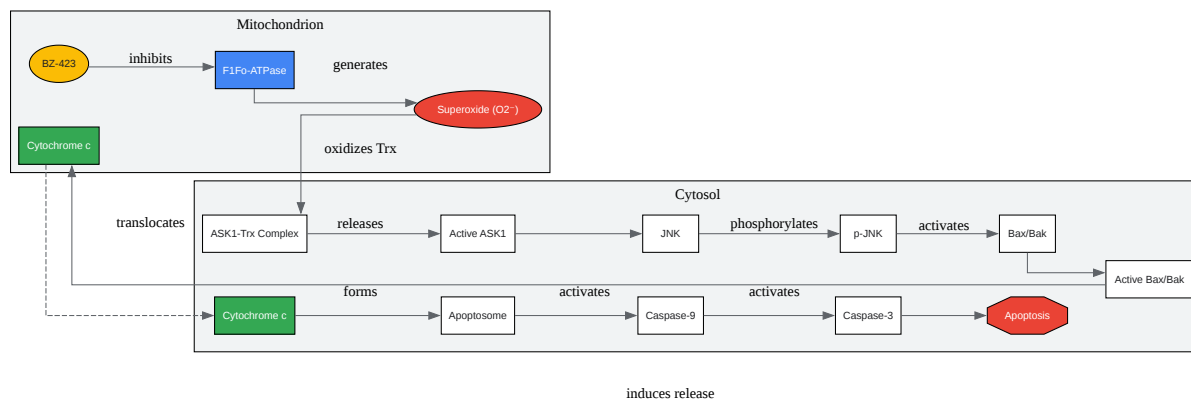 Mitochondrion
BZ-423
inhibits
F1Fo-ATPase
generates
Superoxide (O2⁻)
Cytochrome c
oxidizes Trx
translocates
Cytosol
ASK1-Trx Complex
releases
Active ASK1
JNK
phosphorylates
p-JNK
activates
Bax/Bak
Active Bax/Bak
Cytochrome c
forms
Apoptosome
activates
Caspase-9
activates
Caspase-3
Apoptosis
induces release